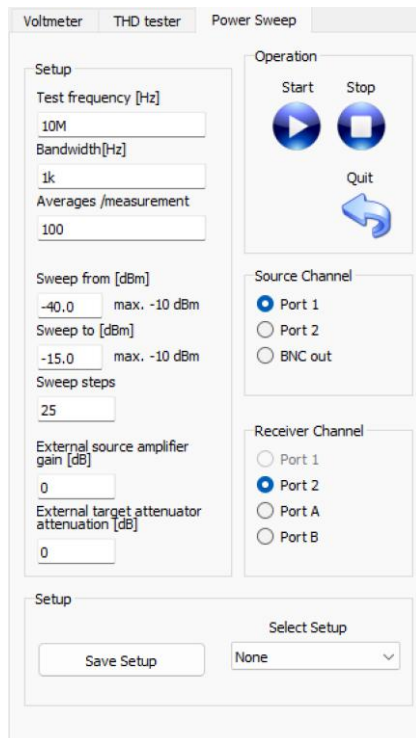 Voltmeter THD tester Power Sweep
Setup
Test frequency [Hz]
10M
Bandwidth[Hz]
1k
Averages /measurement
100
Sweep from [dBm]
-40.0 max. -10 dBm
Sweep to [dBm]
-15.0 max. -10 dBm
Sweep steps
25
External source amplifier
gain [dB]
0
External target attenuator
attenuation [dB]
0
Operation
Start Stop
Quit
Source Channel
Port 1
Port 2
BNC out
Receiver Channel
Port 1
Port 2
Port A
Port B
Setup
Save Setup
Select Setup
None